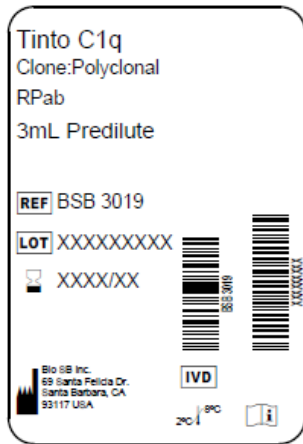 Tinto C1q
Clone:Polyclonal
RPab
3mL Predilute
REF BSB 3019
LOT XXXXXXXXX
XXXX/XX
BSB 3019
XXXXXXXXX
Bio SB Inc.
69 Santa Felicia Dr.
Santa Barbara, CA
93117 USA
IVD
2ºC 8ºC
i